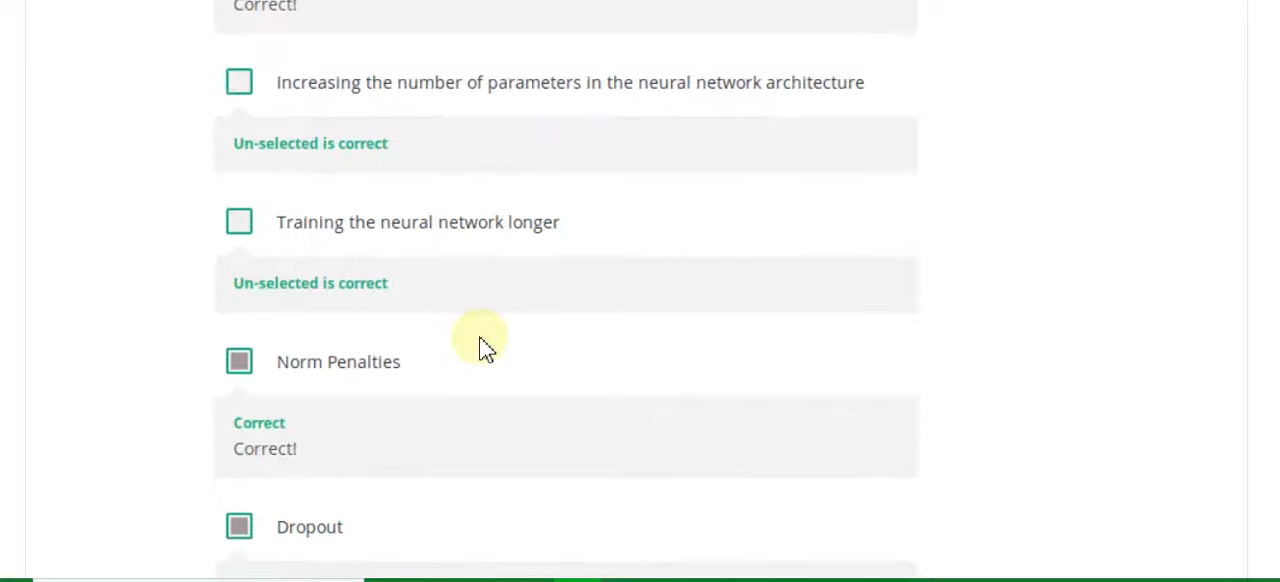 Correct!
Increasing the number of parameters in the neural network architecture
Un-selected is correct
Training the neural network longer
Un-selected is correct
Norm Penalties
Correct
Correct!
Dropout